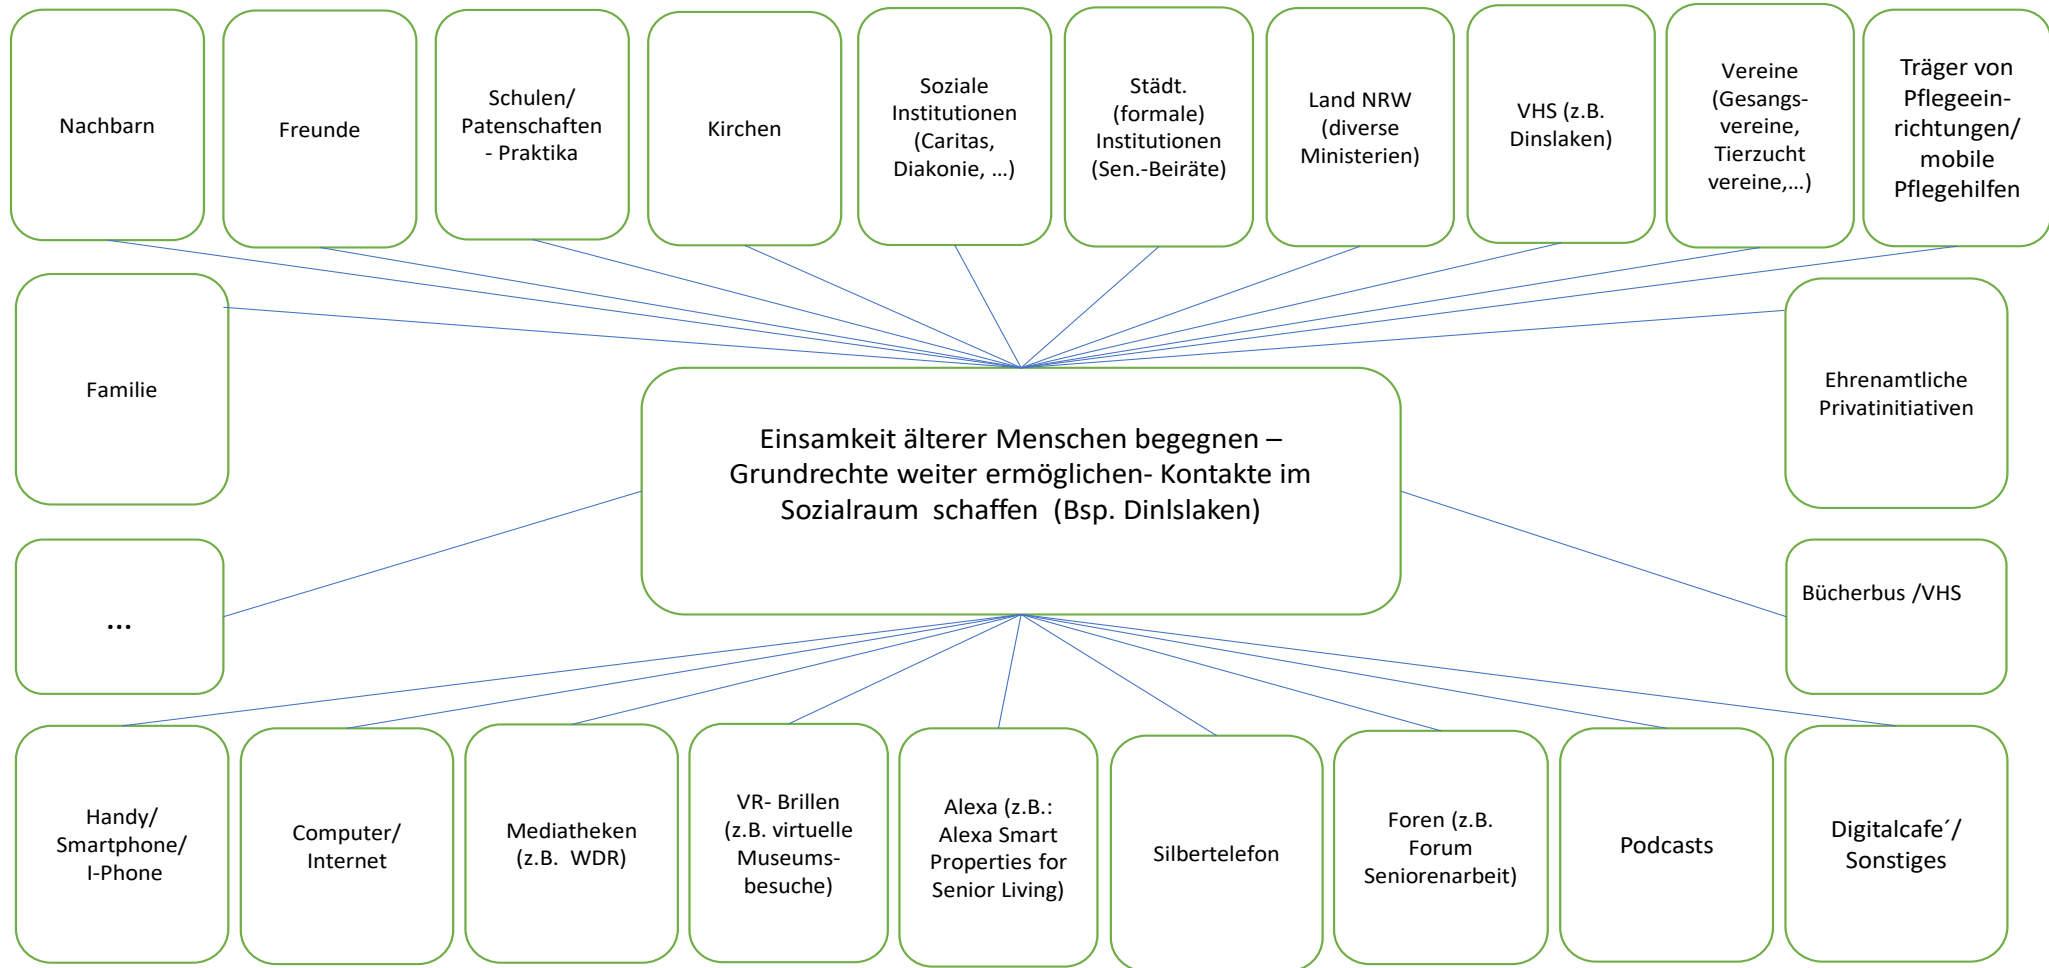 Nachbarn
Freunde
Schulen/
Patenschaften
- Praktika
Kirchen
Soziale
Institutionen
(Caritas,
Diakonie, …)
Städt.
(formale)
Institutionen
(Sen.-Beiräte)
Land NRW
(diverse
Ministerien)
VHS (z.B.
Dinslaken)
Vereine
(Gesangs-
vereine,
Tierzucht
vereine,…)
Träger von
Pflegeein-
richtungen/
mobile
Pflegehilfen
Familie
Ehrenamtliche
Privatinitiativen
Einsamkeit älterer Menschen begegnen –
Grundrechte weiter ermöglichen- Kontakte im
Sozialraum  schaffen  (Bsp. Dinlslaken)
...
Bücherbus /VHS
Handy/
Smartphone/
I-Phone
Computer/
Internet
Mediatheken
(z.B.  WDR)
VR- Brillen
(z.B. virtuelle
Museums-
besuche)
Alexa (z.B.:
Alexa Smart
Properties for
Senior Living)
Silbertelefon
Foren (z.B.
Forum
Seniorenarbeit)
Podcasts
Digitalcafe´/
Sonstiges